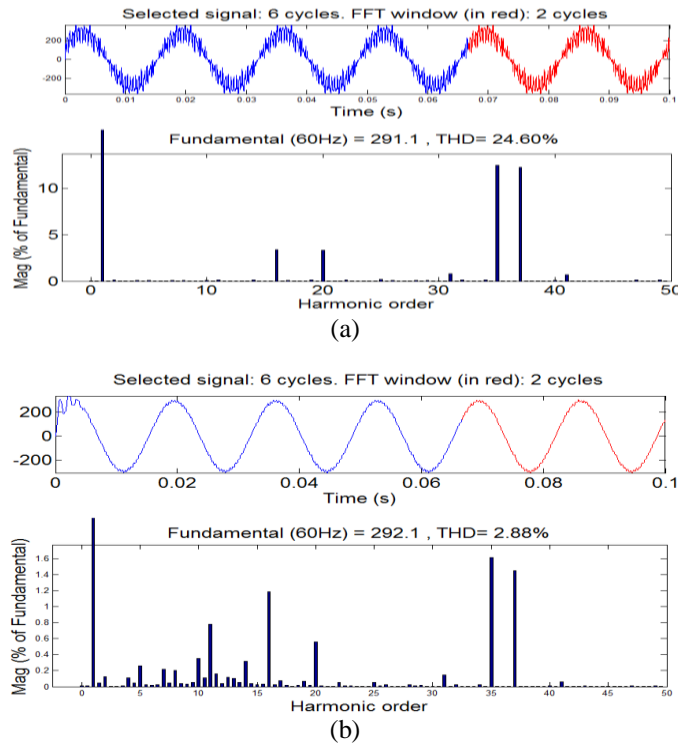 Selected signal: 6 cycles. FFT window (in red): 2 cycles
200
0
-200
0 0.01 0.02 0.03 0.04 0.05 0.06 0.07 0.08 0.09 0.1
Time (s)
Fundamental (60Hz) = 291.1 , THD= 24.60%
Mag (% of Fundamental)
10
5
0
0 10 20 30 40 50
Harmonic order
(a)
Selected signal: 6 cycles. FFT window (in red): 2 cycles
200
0
-200
0 0.02 0.04 0.06 0.08 0.1
Time (s)
Fundamental (60Hz) = 292.1 , THD= 2.88%
Mag (% of Fundamental)
1.6
1.4
1.2
1
0.8
0.6
0.4
0.2
0
0 5 10 15 20 25 30 35 40 45 50
Harmonic order
(b)